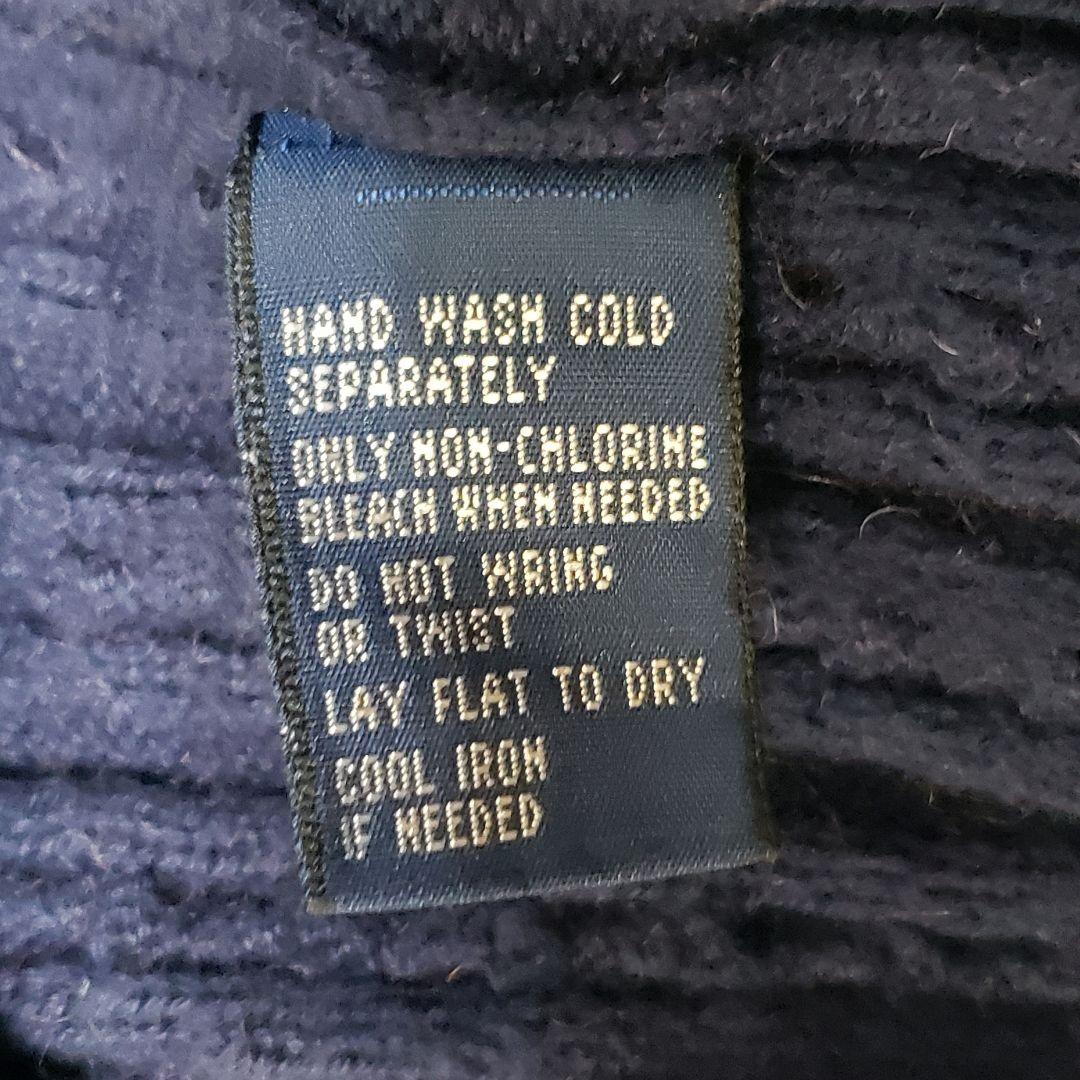 HAND WASH COLD
SEPARATELY
ONLY NON-CHLORINE
BLEACH WHEN NEEDED
DO NOT WRING
OR TWIST
LAY FLAT TO DRY
COOL IRON
IF NEEDED